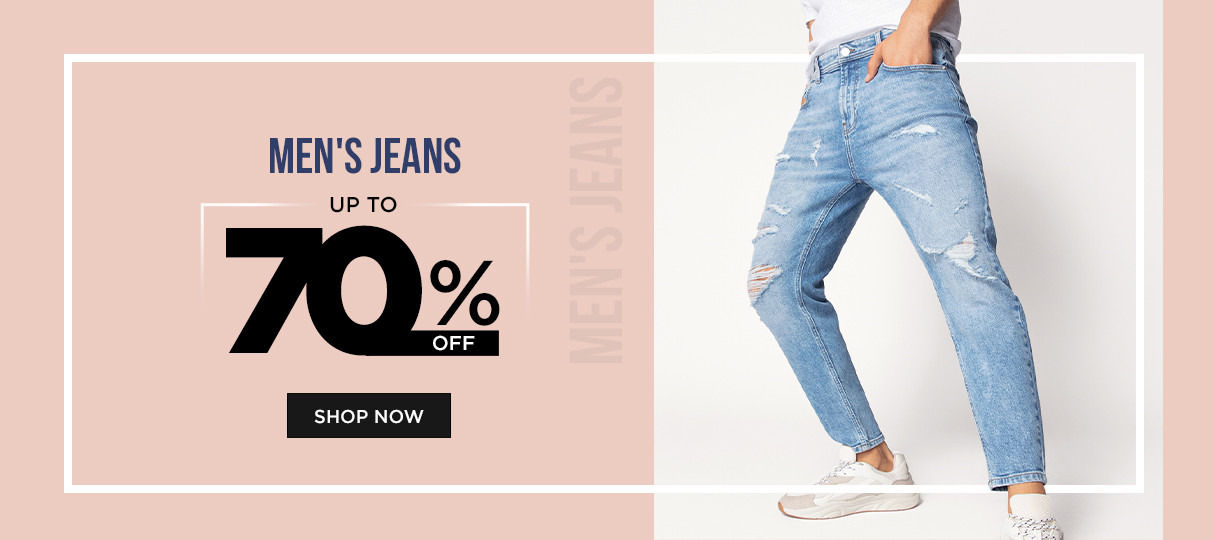 MEN'S JEANS
UP TO
70%
OFF
SHOP NOW
MEN'S JEANS